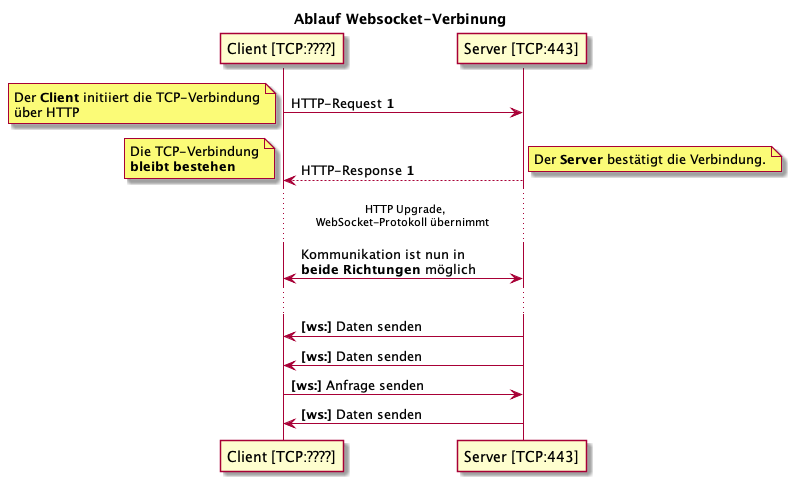 Ablauf Websocket-Verbinung
Client [TCP:????]
Server [TCP:443]
Der Client initiiert die TCP-Verbindung
über HTTP
HTTP-Request 1
Die TCP-Verbindung
bleibt bestehen
HTTP-Response 1
Der Server bestätigt die Verbindung.
HTTP Upgrade,
WebSocket-Protokoll übernimmt
Kommunikation ist nun in
beide Richtungen möglich
[ws:] Daten senden
[ws:] Daten senden
[ws:] Anfrage senden
[ws:] Daten senden
Client [TCP:????]
Server [TCP:443]